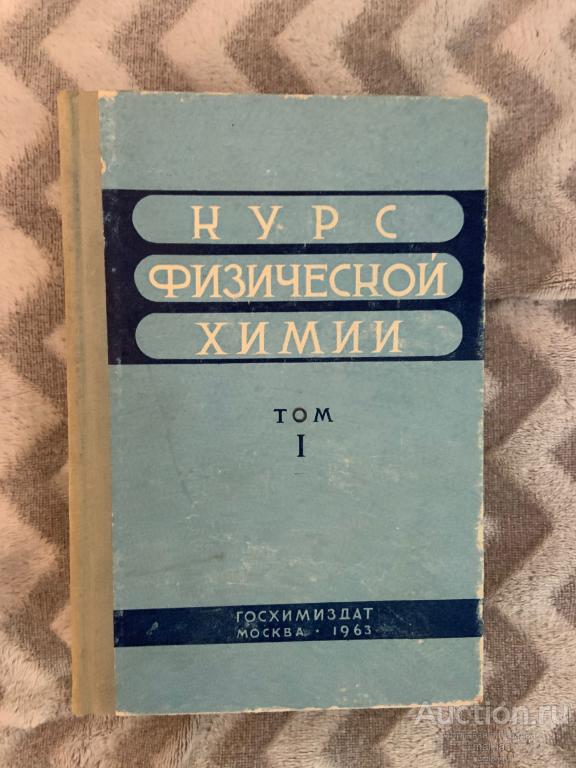 КУРС
ФИЗИЧЕСКОЙ
ХИМИИ
ТОМ
I
ГОСХИМИЗДАТ
МОСКВА · 1963
Auction.ru